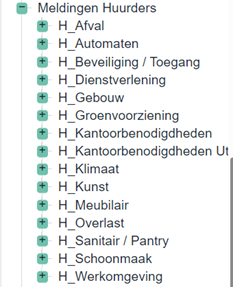 Meldingen Huurders
H_Afval
H_Automaten
H_Beveiliging / Toegang
H_Dienstverlening
H_Gebouw
H_Groenvoorziening
H_Kantoorbenodigdheden
H_Kantoorbenodigdheden Ut
H_Klimaat
H_Kunst
H_Meubilair
H_Overlast
H_Sanitair / Pantry
H_Schoonmaak
H_Werkomgeving